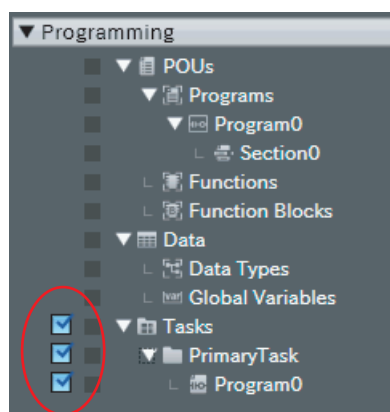 Programming
POUs
Programs
Program0
Section0
Functions
Function Blocks
Data
Data Types
Global Variables
Tasks
PrimaryTask
Program0